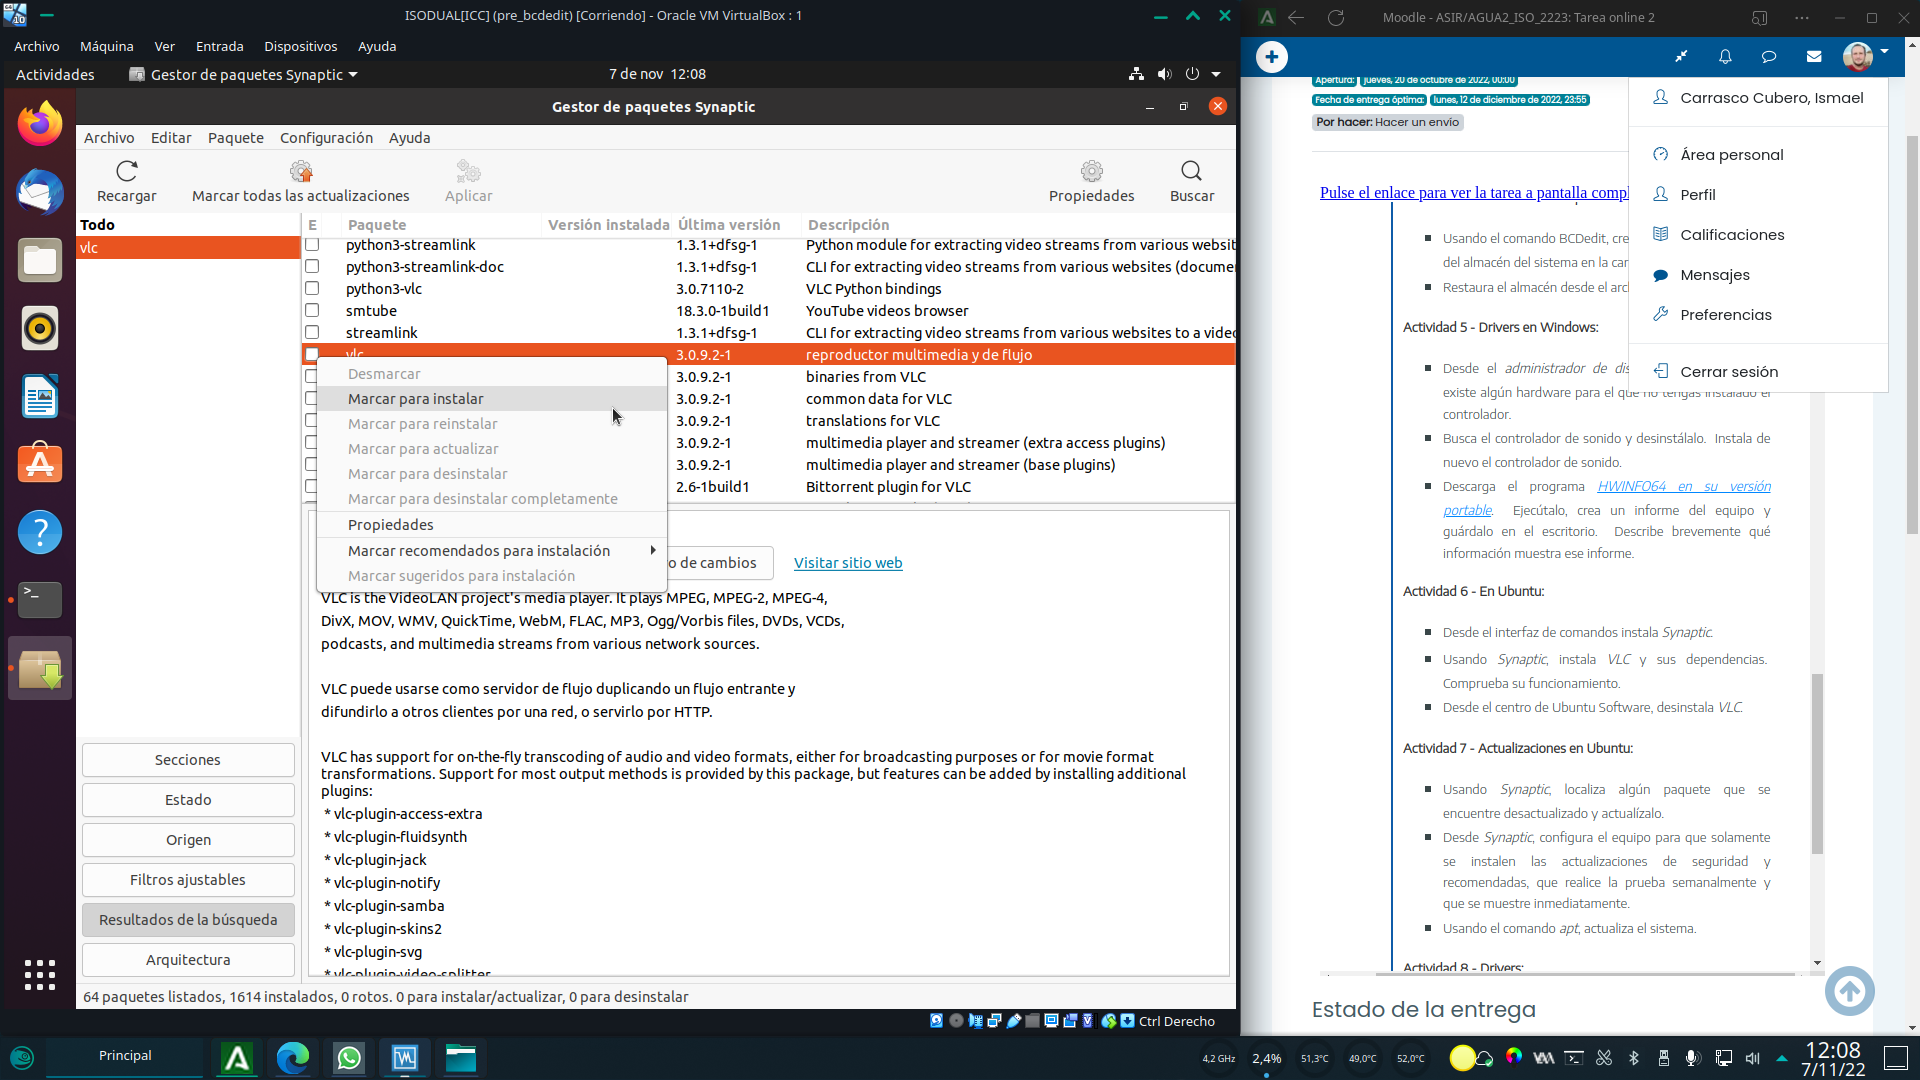 ISODUAL[ICC] (pre_bcdedit) [Corriendo] - Oracle VM VirtualBox : 1
Archivo Máquina Ver Entrada Dispositivos Ayuda
Actividades Gestor de paquetes Synaptic 7 de nov 12:08
Gestor de paquetes Synaptic
Archivo Editar Paquete Configuración Ayuda
Recargar Marcar todas las actualizaciones Aplicar Propiedades Buscar
Todo
vlc
E Paquete Versión instalada Última versión Descripción
python3-streamlink 1.3.1+dfsg-1 Python module for extracting video streams from various websit
python3-streamlink-doc 1.3.1+dfsg-1 CLI for extracting video streams from various websites (docume
python3-vlc 3.0.7110-2 VLC Python bindings
smtube 18.3.0-1build1 YouTube videos browser
streamlink 1.3.1+dfsg-1 CLI for extracting video streams from various websites to a video
vlc 3.0.9.2-1 reproductor multimedia y de flujo
3.0.9.2-1 binaries from VLC
3.0.9.2-1 common data for VLC
3.0.9.2-1 translations for VLC
3.0.9.2-1 multimedia player and streamer (extra access plugins)
3.0.9.2-1 multimedia player and streamer (base plugins)
2.6-1build1 Bittorrent plugin for VLC
Desmarcar
Marcar para instalar
Marcar para reinstalar
Marcar para actualizar
Marcar para desinstalar
Marcar para desinstalar completamente
Propiedades
Marcar recomendados para instalación
Marcar sugeridos para instalación
o de cambios Visitar sitio web
VLC is the VideoLAN project's media player. It plays MPEG, MPEG-2, MPEG-4,
DivX, MOV, WMV, QuickTime, WebM, FLAC, MP3, Ogg/Vorbis files, DVDs, VCDs,
podcasts, and multimedia streams from various network sources.
VLC puede usarse como servidor de flujo duplicando un flujo entrante y
difundirlo a otros clientes por una red, o servirlo por HTTP.
VLC has support for on-the-fly transcoding of audio and video formats, either for broadcasting purposes or for movie format
transformations. Support for most output methods is provided by this package, but features can be added by installing additional
plugins:
* vlc-plugin-access-extra
* vlc-plugin-fluidsynth
* vlc-plugin-jack
* vlc-plugin-notify
* vlc-plugin-samba
* vlc-plugin-skins2
* vlc-plugin-svg
* vlc-plugin-video-splitter
Secciones
Estado
Origen
Filtros ajustables
Resultados de la búsqueda
Arquitectura
64 paquetes listados, 1614 instalados, 0 rotos. 0 para instalar/actualizar, 0 para desinstalar
Ctrl Derecho
Moodle - ASIR/AGUA2_ISO_2223: Tarea online 2
Apertura: jueves, 20 de octubre de 2022, 00:00
Fecha de entrega óptima: lunes, 12 de diciembre de 2022, 23:55
Por hacer: Hacer un envío
Pulse el enlace para ver la tarea a pantalla compl
Carrasco Cubero, Ismael
Área personal
Perfil
Calificaciones
Mensajes
Preferencias
Cerrar sesión
Usando el comando BCDedit, cre
del almacén del sistema en la car
Restaura el almacén desde el arc
Actividad 5 - Drivers en Windows:
Desde el administrador de dis
existe algún hardware para el que no tengas instalado el
controlador.
Busca el controlador de sonido y desinstálalo. Instala de
nuevo el controlador de sonido.
Descarga el programa HWINFO64 en su versión
portable. Ejecútalo, crea un informe del equipo y
guárdalo en el escritorio. Describe brevemente qué
información muestra ese informe.
Actividad 6 - En Ubuntu:
Desde el interfaz de comandos instala Synaptic.
Usando Synaptic, instala VLC y sus dependencias.
Comprueba su funcionamiento.
Desde el centro de Ubuntu Software, desinstala VLC.
Actividad 7 - Actualizaciones en Ubuntu:
Usando Synaptic, localiza algún paquete que se
encuentre desactualizado y actualízalo.
Desde Synaptic, configura el equipo para que solamente
se instalen las actualizaciones de seguridad y
recomendadas, que realice la prueba semanalmente y
que se muestre inmediatamente.
Usando el comando apt, actualiza el sistema.
Actividad 8 - Drivers:
Estado de la entrega
Principal
4,2 GHz 2,4% 51,3°C 49,0°C 52,0°C
12:08
7/11/22